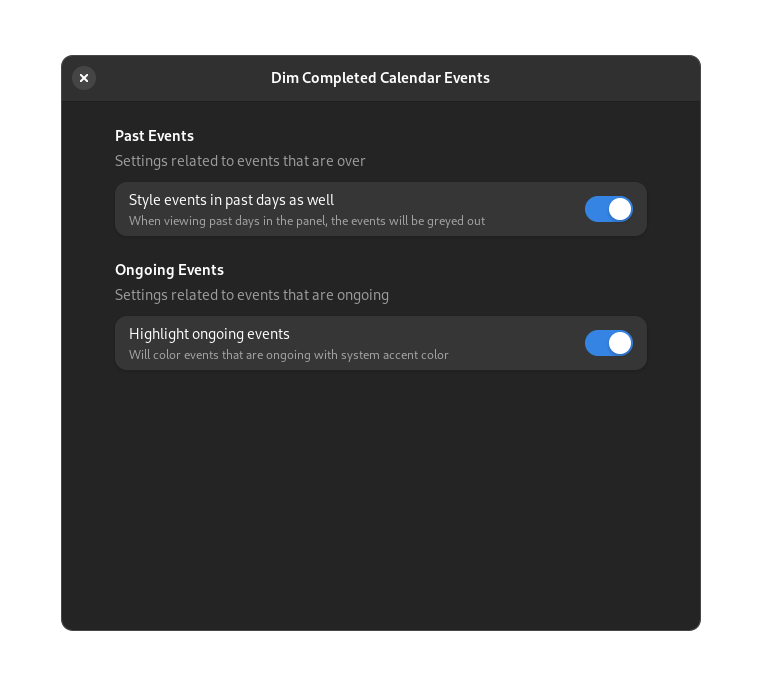 Dim Completed Calendar Events
Past Events
Settings related to events that are over
Style events in past days as well
When viewing past days in the panel, the events will be greyed out
Ongoing Events
Settings related to events that are ongoing
Highlight ongoing events
Will color events that are ongoing with system accent color